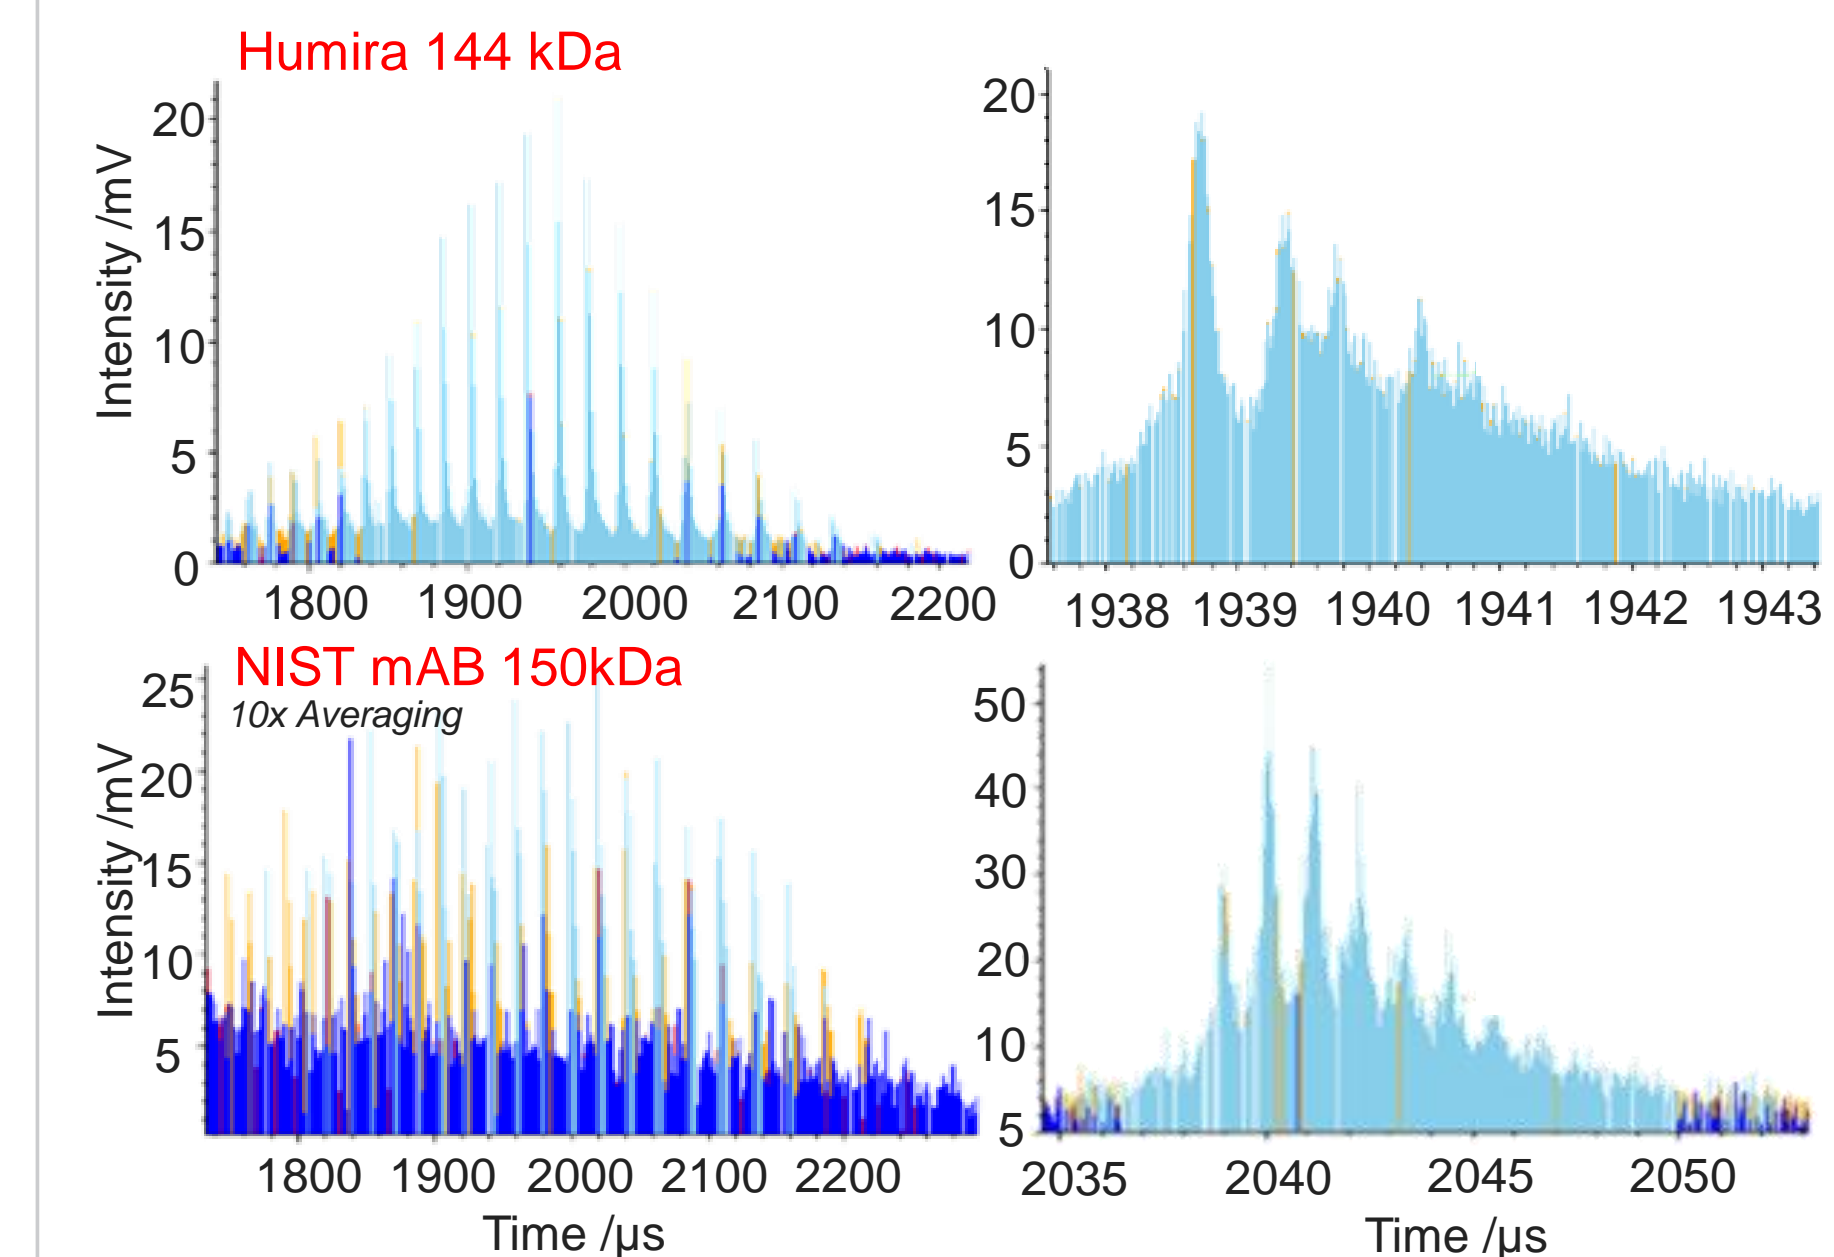 Humira 144 kDa
Intensity /mV
20
15
10
5
0
1800 1900 2000 2100 2200
20
15
10
5
0
1938 1939 1940 1941 1942 1943
NIST mAB 150kDa
10x Averaging
Intensity /mV
25
20
15
10
5
1800 1900 2000 2100 2200
Time /µs
50
40
30
20
10
5
2035 2040 2045 2050
Time /µs